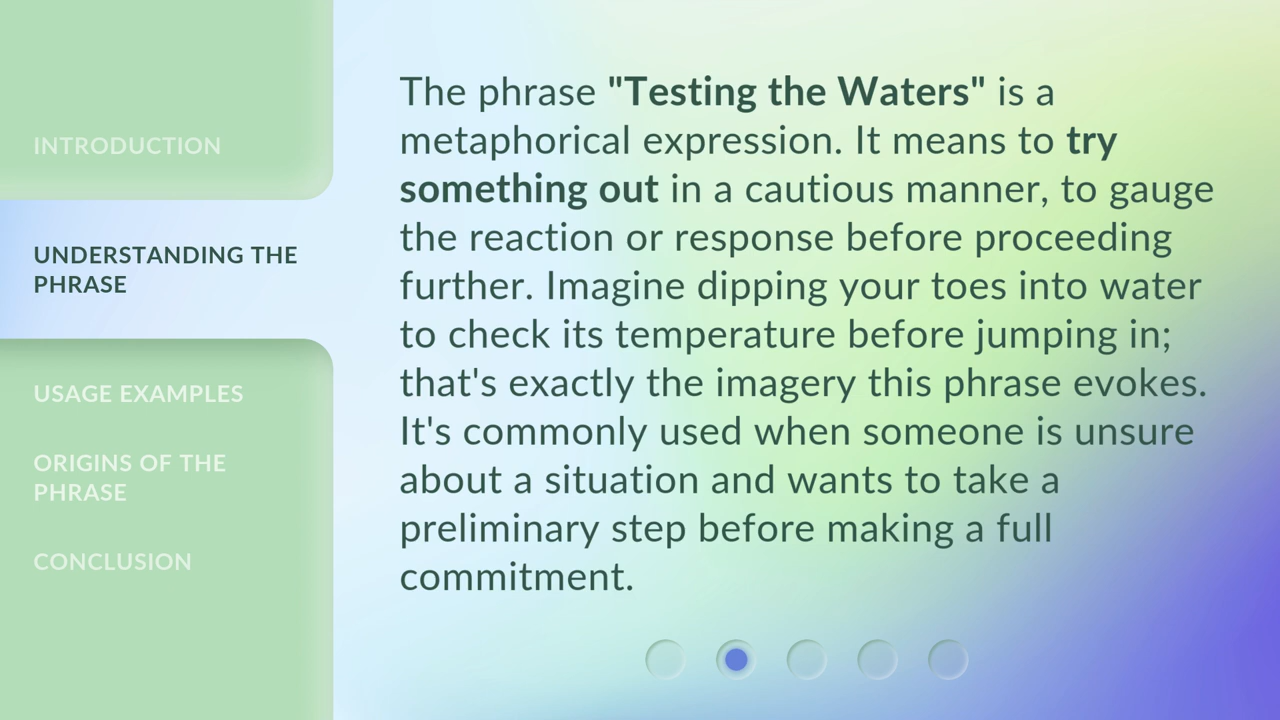 INTRODUCTION
UNDERSTANDING THE
PHRASE
USAGE EXAMPLES
ORIGINS OF THE
PHRASE
CONCLUSION
The phrase "Testing the Waters" is a
metaphorical expression. It means to try
something out in a cautious manner, to gauge
the reaction or response before proceeding
further. Imagine dipping your toes into water
to check its temperature before jumping in;
that's exactly the imagery this phrase evokes.
It's commonly used when someone is unsure
about a situation and wants to take a
preliminary step before making a full
commitment.